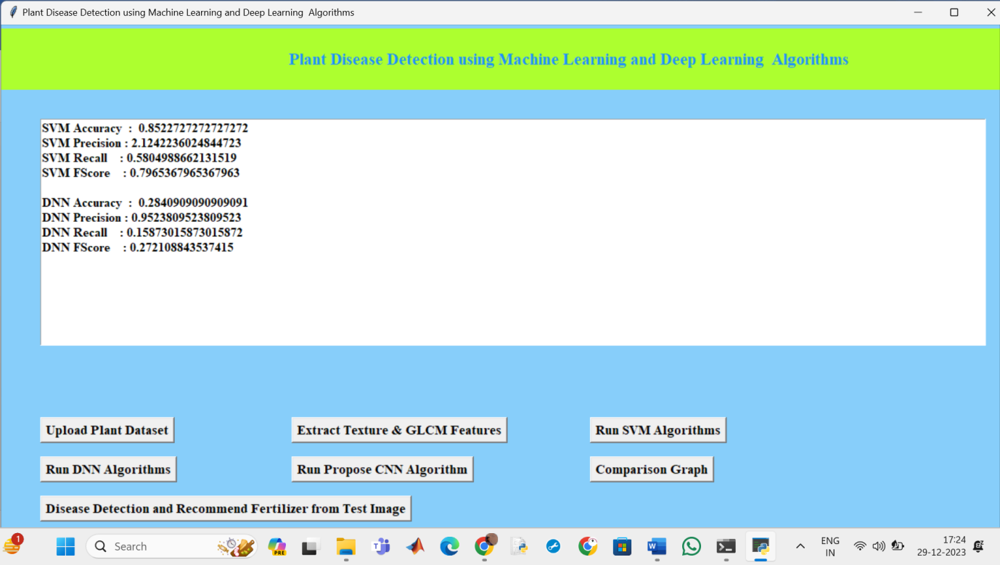 Plant Disease Detection using Machine Learning and Deep Learning  Algorithms
Plant Disease Detection using Machine Learning and Deep Learning  Algorithms
SVM Accuracy  :  0.8522727272727272
SVM Precision : 2.1242236024844723
SVM Recall    : 0.5804988662131519
SVM FScore    : 0.7965367965367963
DNN Accuracy  :  0.2840909090909091
DNN Precision : 0.9523809523809523
DNN Recall    : 0.15873015873015872
DNN FScore    : 0.272108843537415
Upload Plant Dataset
Extract Texture & GLCM Features
Run SVM Algorithms
Run DNN Algorithms
Run Propose CNN Algorithm
Comparison Graph
Disease Detection and Recommend Fertilizer from Test Image
1
Search
PRE
ENG
IN
17:24
29-12-2023